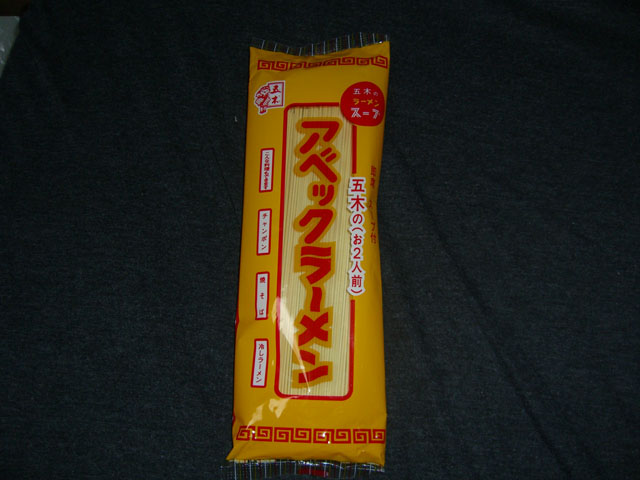 五木
五木の
ラーメン
スープ
アベックラーメン
五木の(お2人前)
チャンポン
焼そば
冷しラーメン